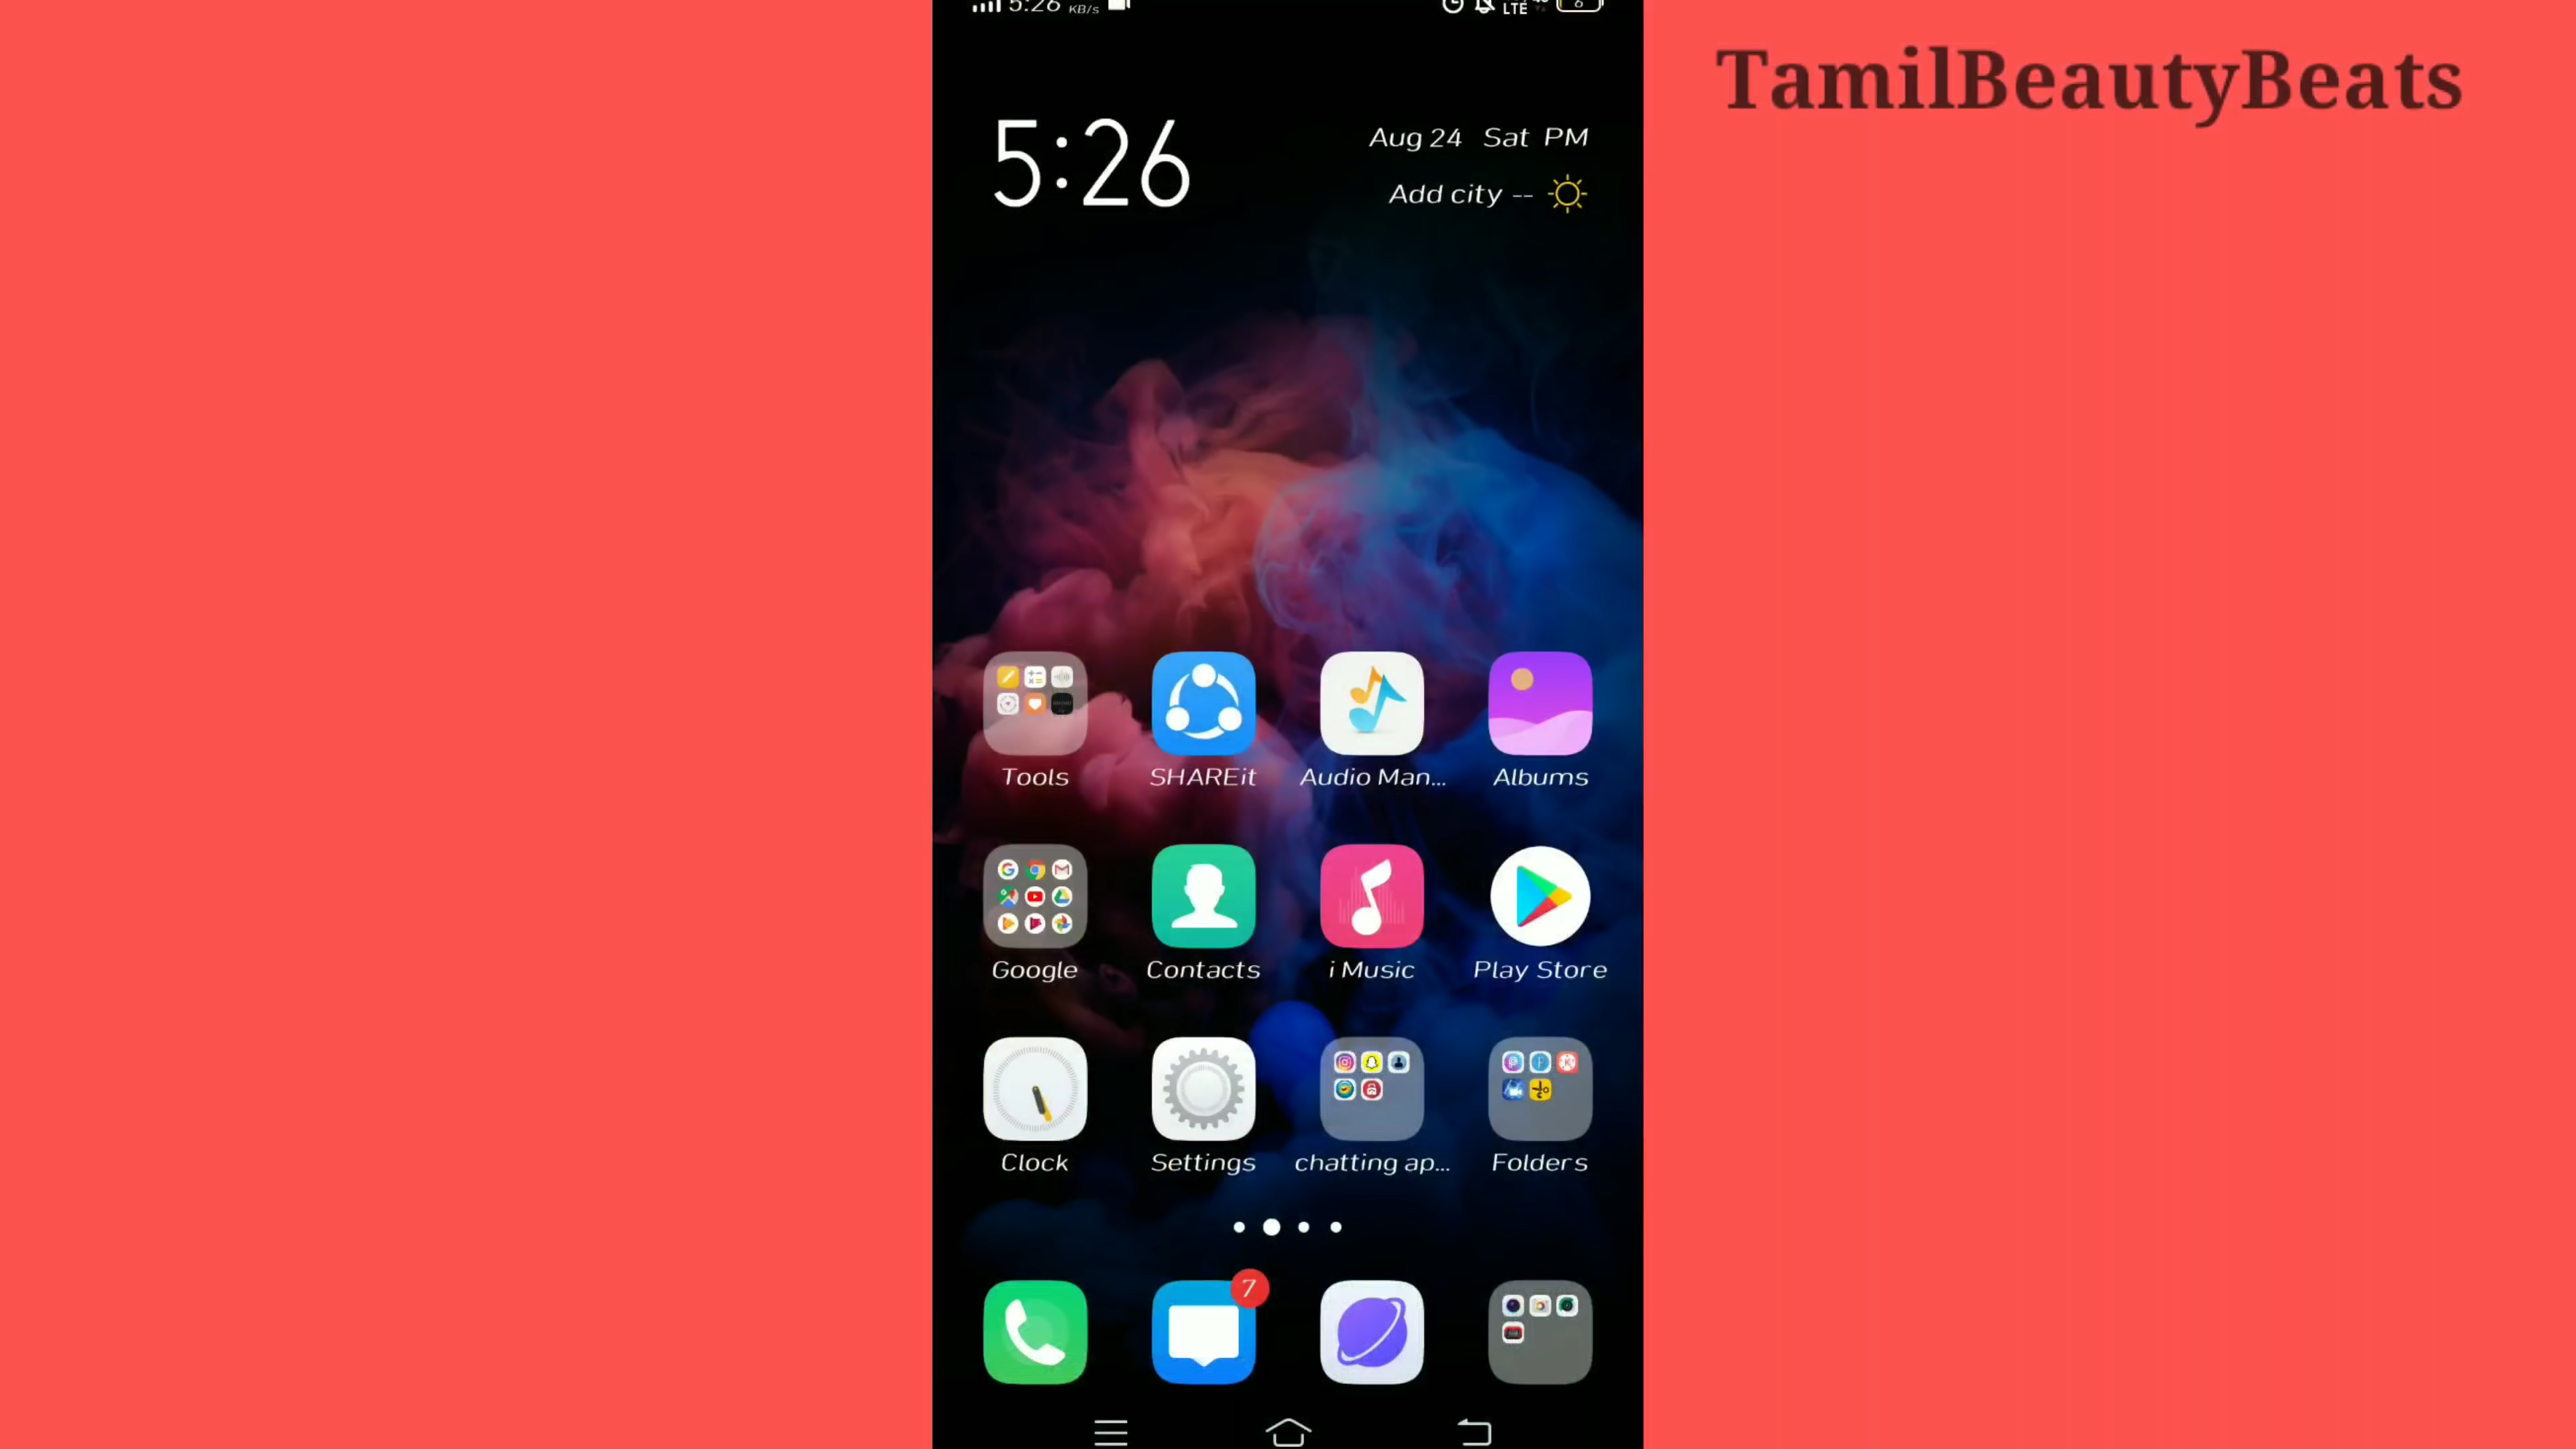 5:26 KB/s LTE 6
TamilBeautyBeats
5:26
Aug 24 Sat PM
Add city --
Tools SHAREit Audio Man... Albums
Google Contacts i Music Play Store
Clock Settings chatting ap... Folders
7